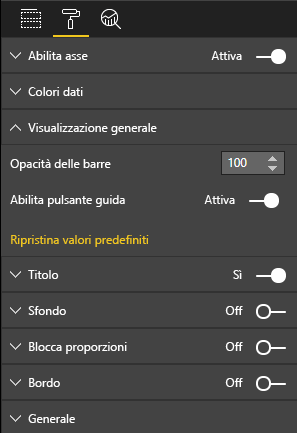 Abilita asse Attiva
Colori dati
Visualizzazione generale
Opacità delle barre 100
Abilita pulsante guida Attiva
Ripristina valori predefiniti
Titolo Sì
Sfondo Off
Blocca proporzioni Off
Bordo Off
Generale